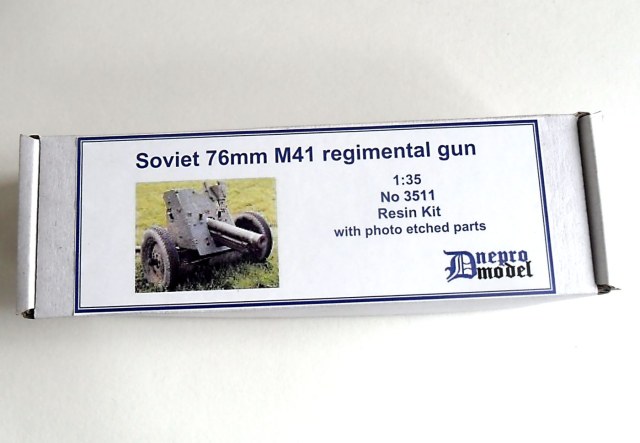 Soviet 76mm M41 regimental gun
1:35
No 3511
Resin Kit
with photo etched parts
Dnepro
model